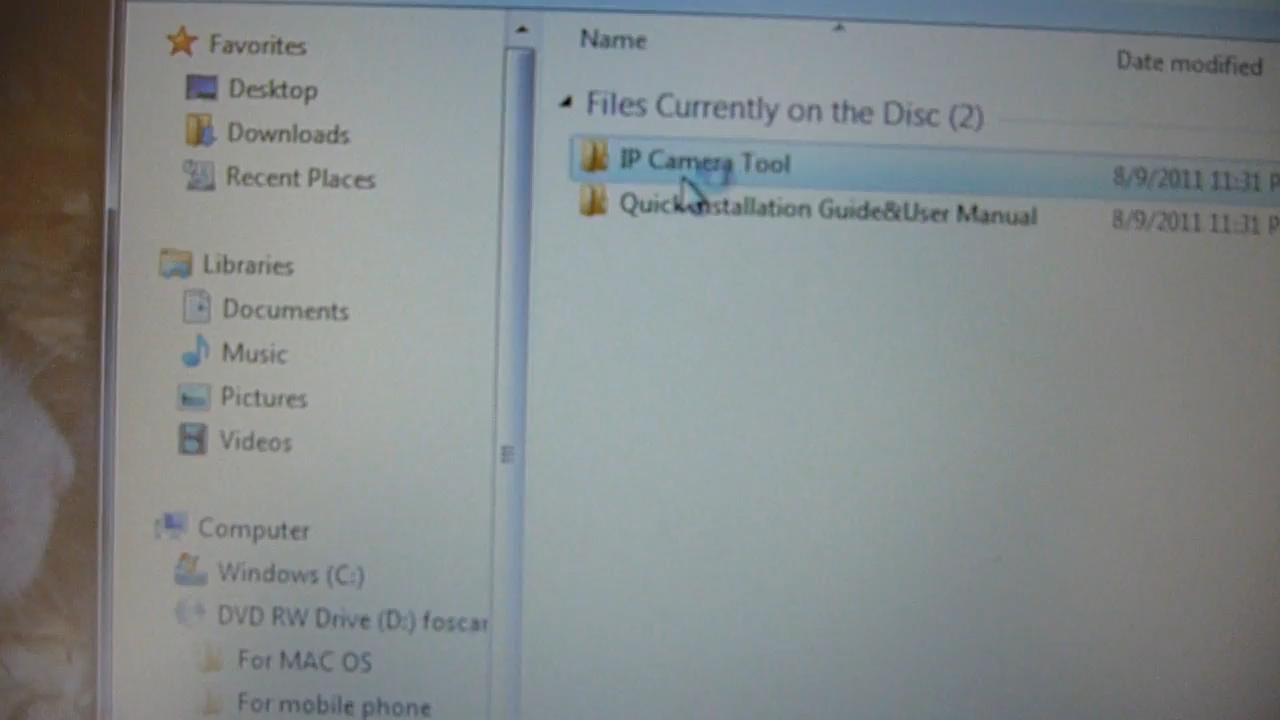 Favorites
Desktop
Downloads
Recent Places
Libraries
Documents
Music
Pictures
Videos
Computer
Windows (C:)
DVD RW Drive (D:) foscar
For MAC OS
For mobile phone
Name
Date modified
Files Currently on the Disc (2)
IP Camera Tool
8/9/2011 11:31 P
Quick Installation Guide&User Manual
8/9/2011 11:31 P